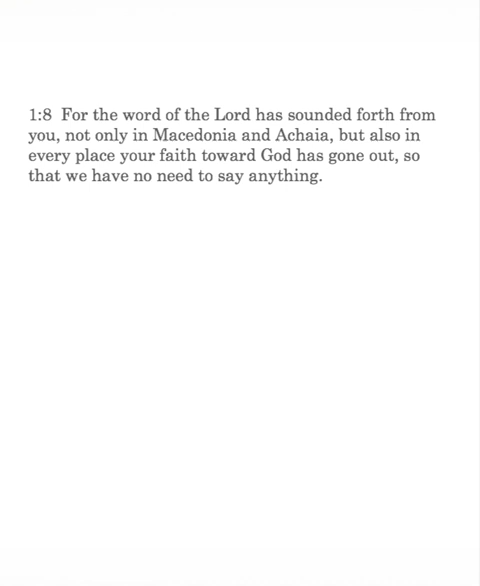 1:8 For the word of the Lord has sounded forth from
you, not only in Macedonia and Achaia, but also in
every place your faith toward God has gone out, so
that we have no need to say anything.